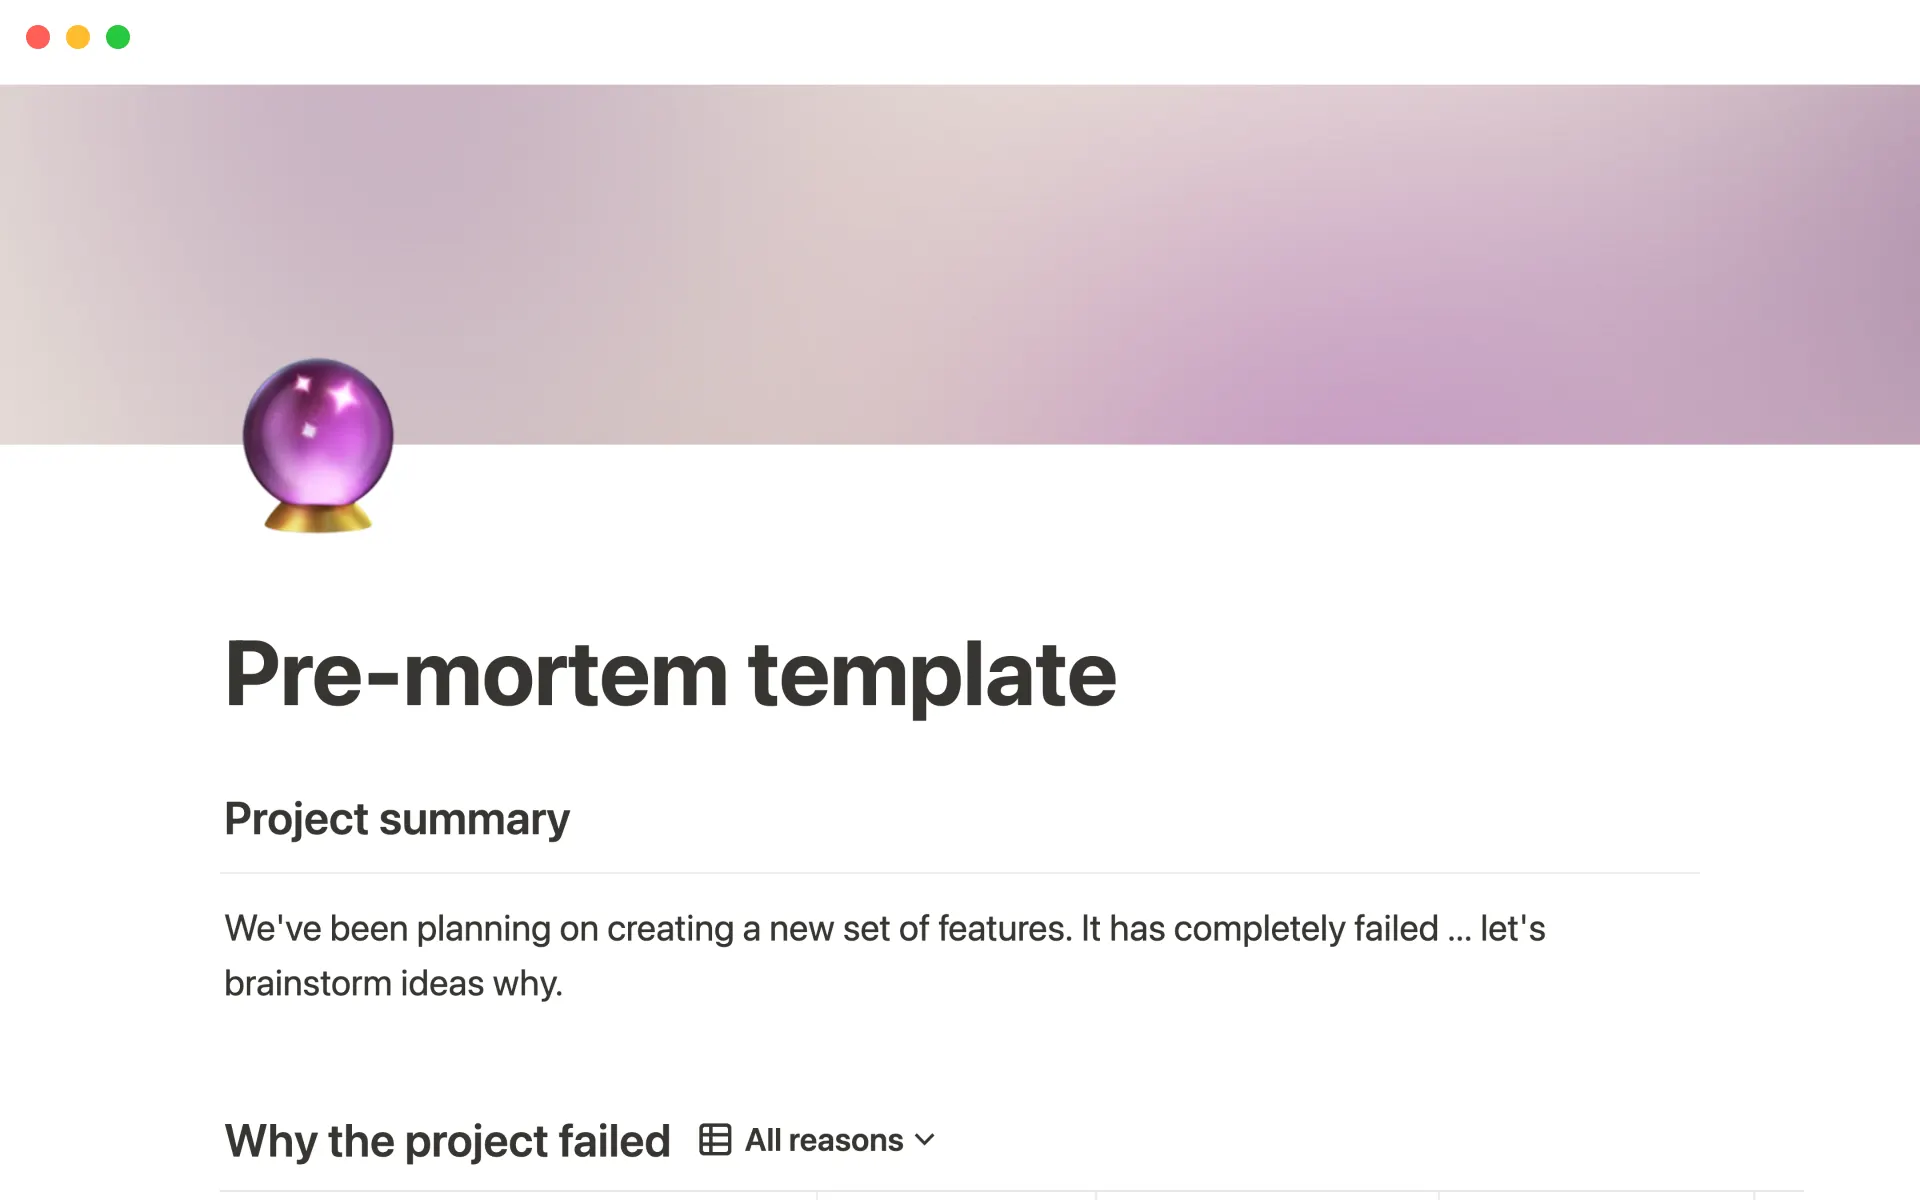 Pre-mortem template
Project summary
We've been planning on creating a new set of features. It has completely failed ... let's
brainstorm ideas why.
Why the project failed All reasons